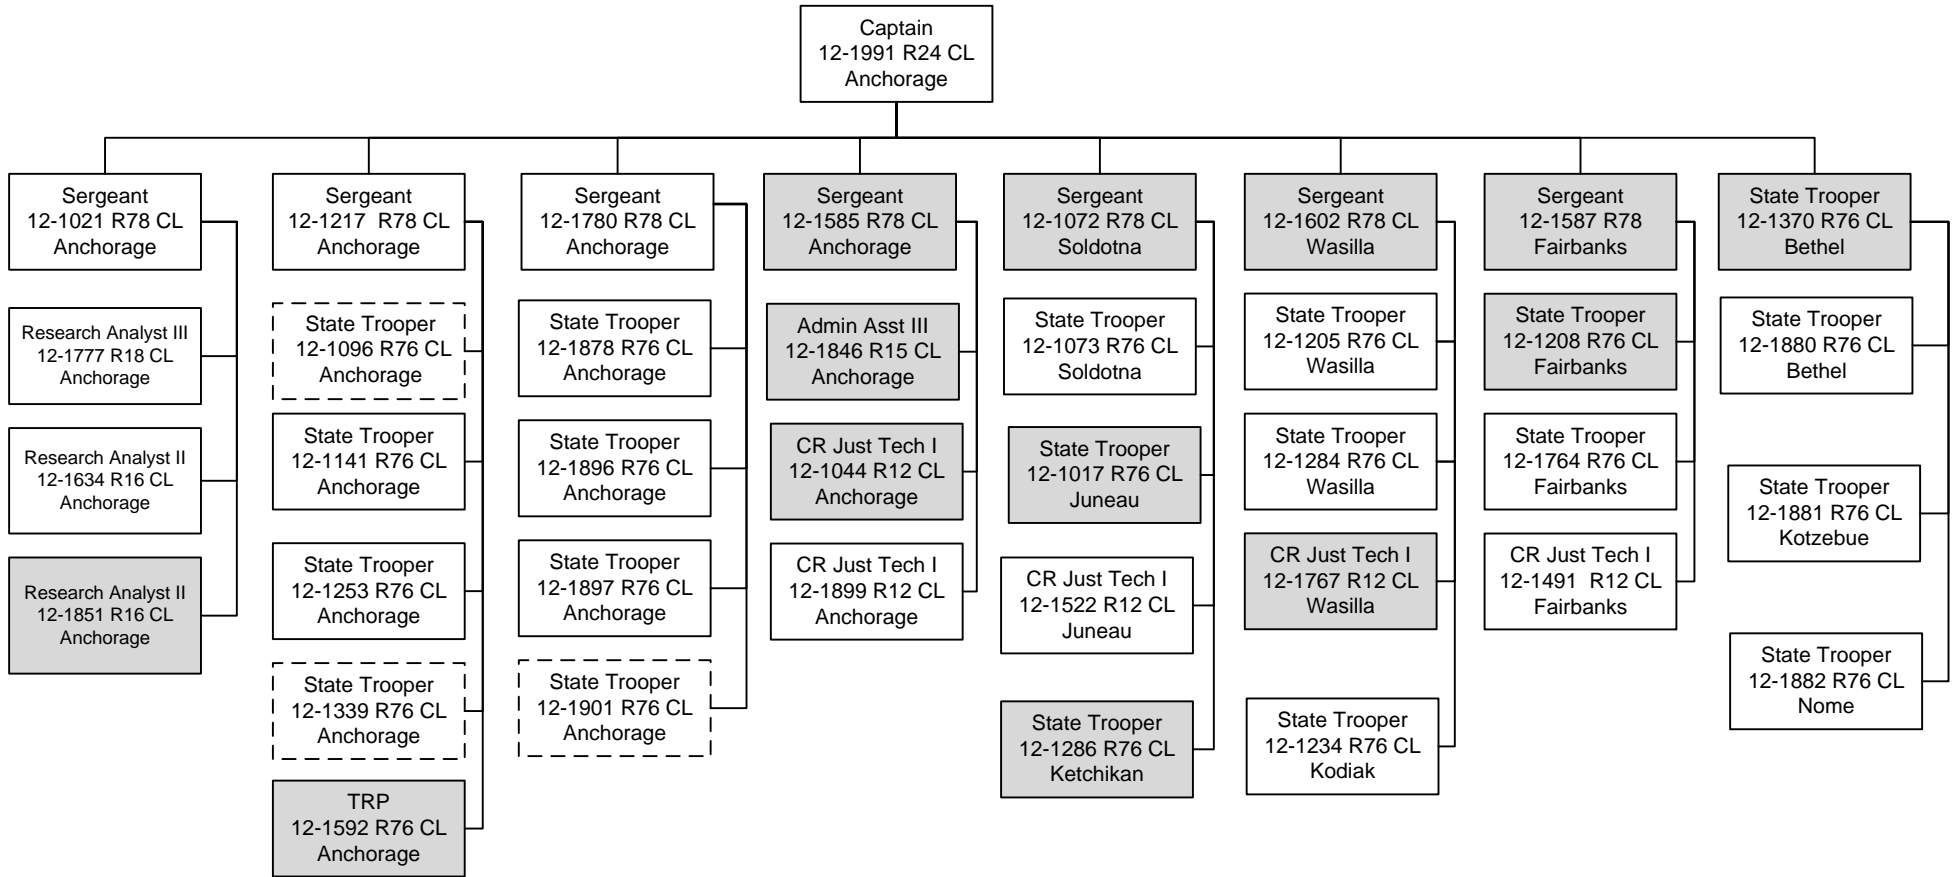 Captain
12-1991 R24 CL
Anchorage
Sergeant
12-1021 R78 CL
Anchorage
Research Analyst III
12-1777 R18 CL
Anchorage
Research Analyst II
12-1634 R16 CL
Anchorage
Research Analyst II
12-1851 R16 CL
Anchorage
Sergeant
12-1217  R78 CL
Anchorage
State Trooper
12-1096 R76 CL
Anchorage
State Trooper
12-1141 R76 CL
Anchorage
State Trooper
12-1253 R76 CL
Anchorage
State Trooper
12-1339 R76 CL
Anchorage
TRP
12-1592 R76 CL
Anchorage
Sergeant
12-1780 R78 CL
Anchorage
State Trooper
12-1878 R76 CL
Anchorage
State Trooper
12-1896 R76 CL
Anchorage
State Trooper
12-1897 R76 CL
Anchorage
State Trooper
12-1901 R76 CL
Anchorage
Sergeant
12-1585 R78 CL
Anchorage
Admin Asst III
12-1846 R15 CL
Anchorage
CR Just Tech I
12-1044 R12 CL
Anchorage
CR Just Tech I
12-1899 R12 CL
Anchorage
Sergeant
12-1072 R78 CL
Soldotna
State Trooper
12-1073 R76 CL
Soldotna
State Trooper
12-1017 R76 CL
Juneau
CR Just Tech I
12-1522 R12 CL
Juneau
State Trooper
12-1286 R76 CL
Ketchikan
Sergeant
12-1602 R78 CL
Wasilla
State Trooper
12-1205 R76 CL
Wasilla
State Trooper
12-1284 R76 CL
Wasilla
CR Just Tech I
12-1767 R12 CL
Wasilla
State Trooper
12-1234 R76 CL
Kodiak
Sergeant
12-1587 R78
Fairbanks
State Trooper
12-1208 R76 CL
Fairbanks
State Trooper
12-1764 R76 CL
Fairbanks
CR Just Tech I
12-1491  R12 CL
Fairbanks
State Trooper
12-1370 R76 CL
Bethel
State Trooper
12-1880 R76 CL
Bethel
State Trooper
12-1881 R76 CL
Kotzebue
State Trooper
12-1882 R76 CL
Nome